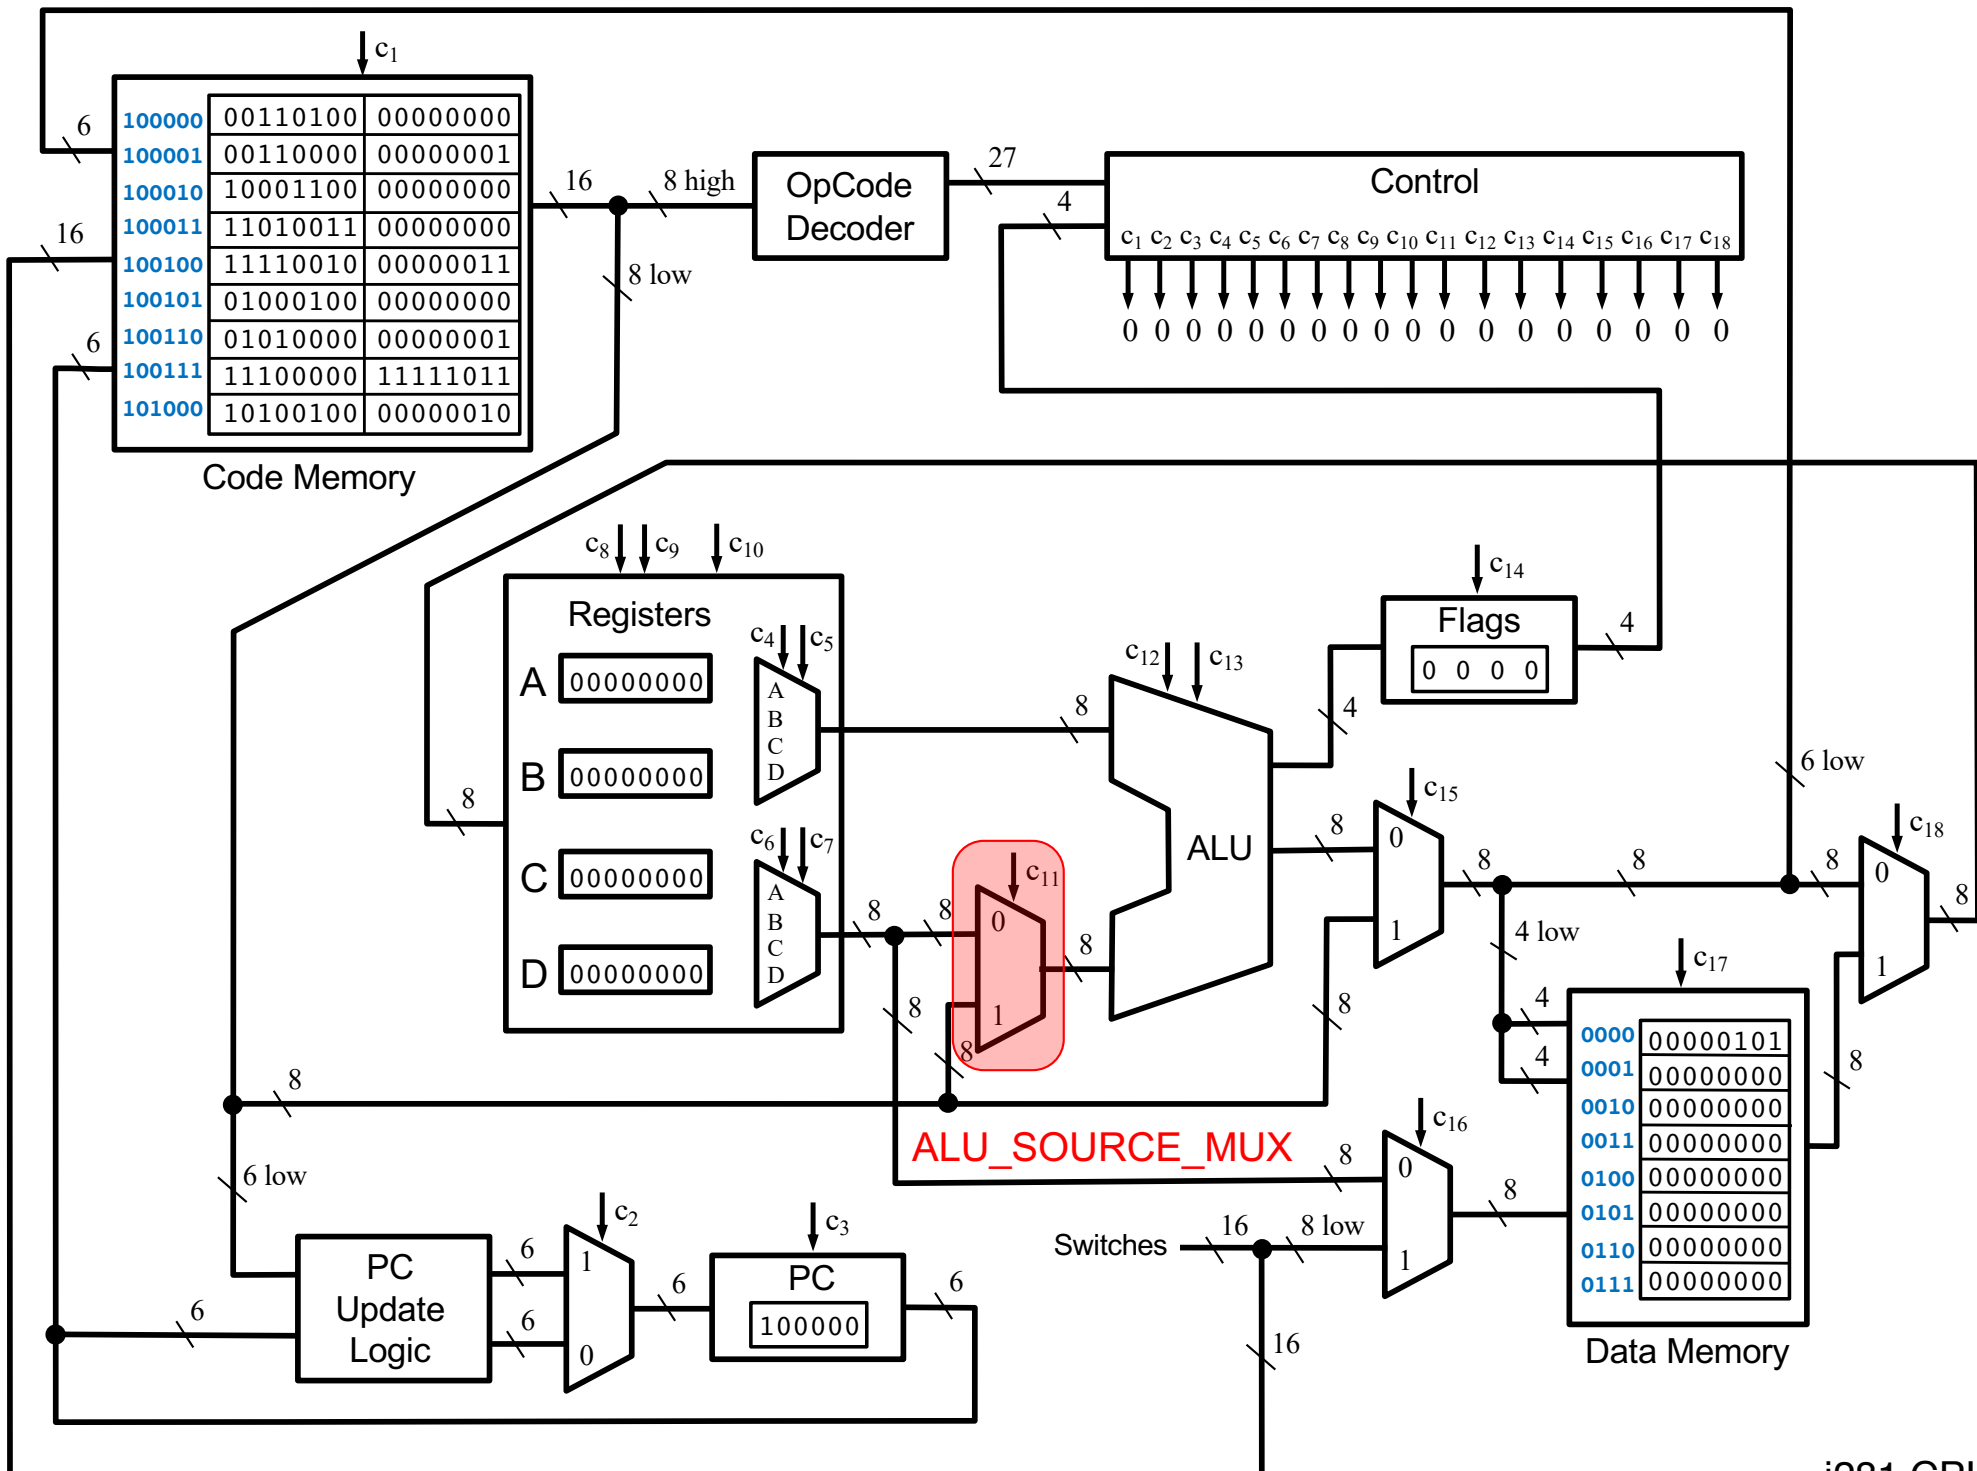 c1
6
100000 00110100 00000000
100001 00110000 00000001
100010 10001100 00000000
100011 11010011 00000000
100100 11110010 00000011
100101 01000100 00000000
100110 01010000 00000001
100111 11100000 11111011
101000 10100100 00000010
Code Memory
16
6
16
8 high
8 low
OpCode
Decoder
27
4
Control
c1 c2 c3 c4 c5 c6 c7 c8 c9 c10 c11 c12 c13 c14 c15 c16 c17 c18
0 0 0 0 0 0 0 0 0 0 0 0 0 0 0 0 0 0
c8 c9 c10
Registers
A 00000000
B 00000000
C 00000000
D 00000000
8
c4 c5
A
B
C
D
c6 c7
A
B
C
D
8
8
8
8
c11
0
1
8
8
c12 c13
ALU
c14
Flags
0 0 0 0
4
4
8
c15
0
1
8
8
8
6 low
8
4 low
c18
0
1
8
c17
4
4
0000 00000101
0001 00000000
0010 00000000
0011 00000000
0100 00000000
0101 00000000
0110 00000000
0111 00000000
Data Memory
8
8
ALU_SOURCE_MUX
8
c16
0
1
8
Switches
16
8 low
16
6 low
6
PC
Update
Logic
6
6
c2
1
0
6
c3
PC
100000
6